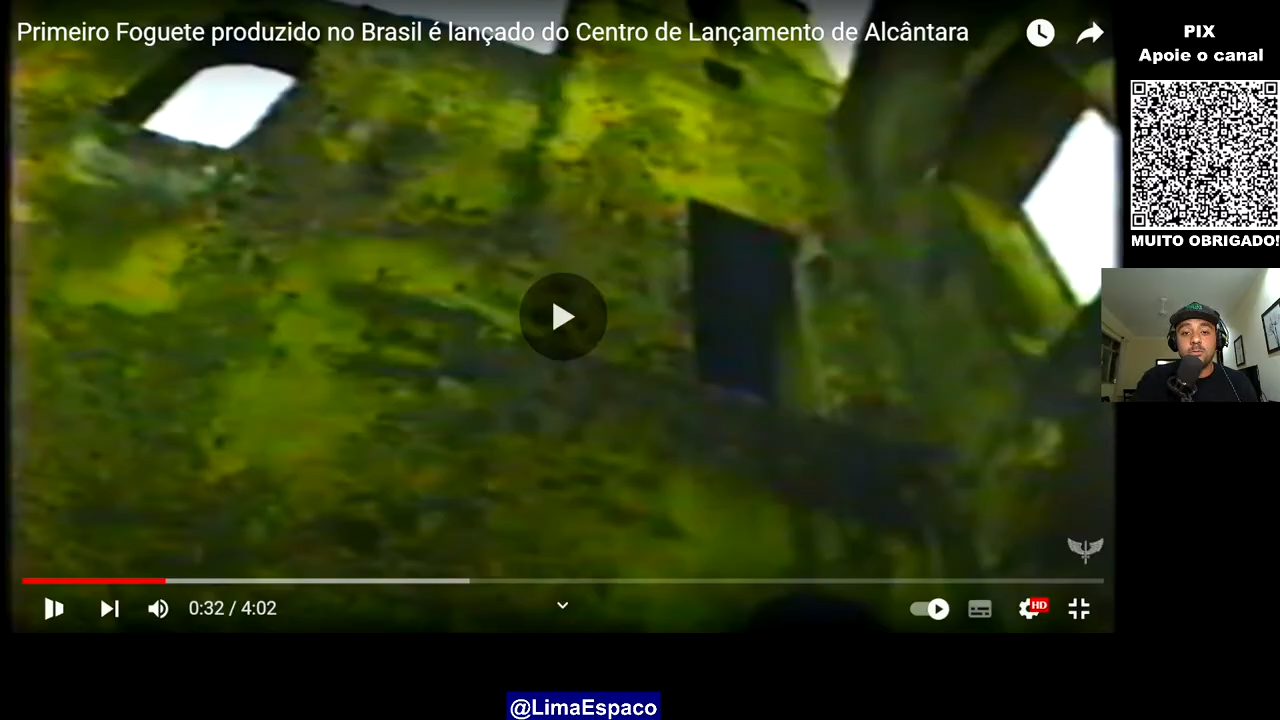 Primeiro Foguete produzido no Brasil é lançado do Centro de Lançamento de Alcântara
PIX
Apoie o canal
MUITO OBRIGADO!
0:32 / 4:02
HD
@LimaEspaco